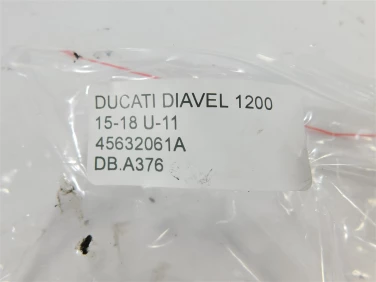 DUCATI DIAVEL 1200
15-18 U-11
45632061A
DB.A376